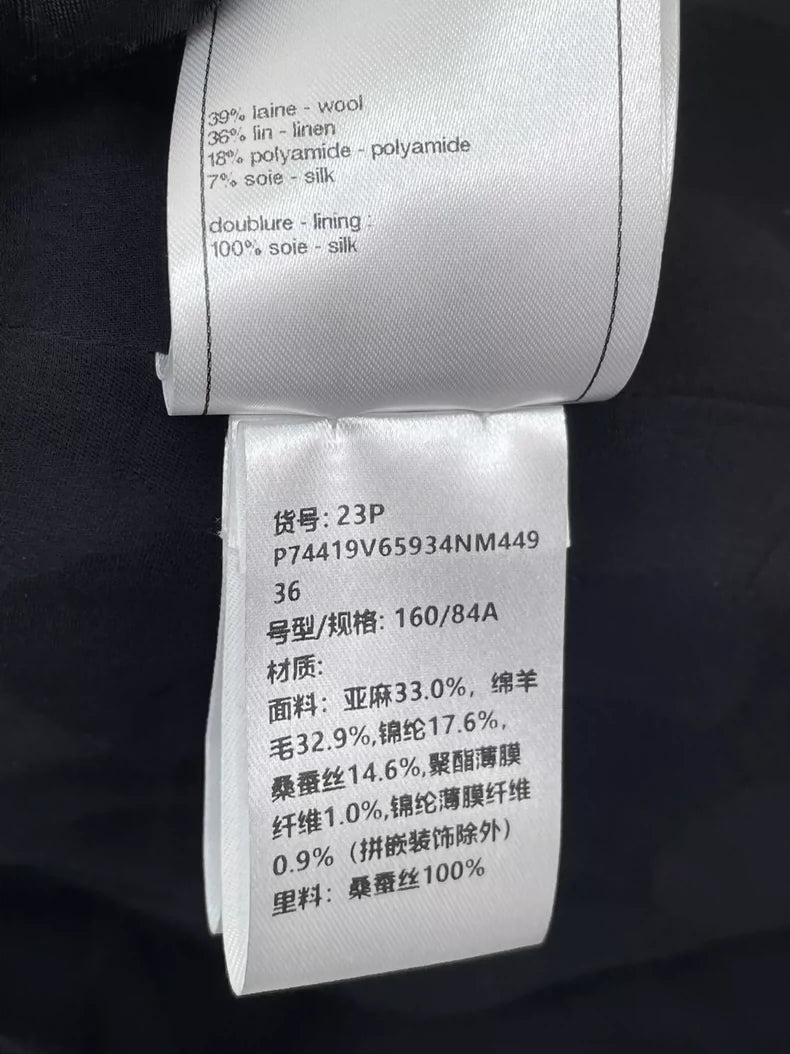 39% laine - wool
36% lin - linen
18% polyamide - polyamide
7% soie - silk
doublure - lining :
100% soie - silk
货号: 23P
P74419V65934NM449
36
号型/规格: 160/84A
材质:
面料：亚麻33.0%，绵羊
毛32.9%,锦纶17.6%,
桑蚕丝14.6%,聚酯薄膜
纤维1.0%,锦纶薄膜纤维
0.9%（拼嵌装饰除外）
里料：桑蚕丝100%